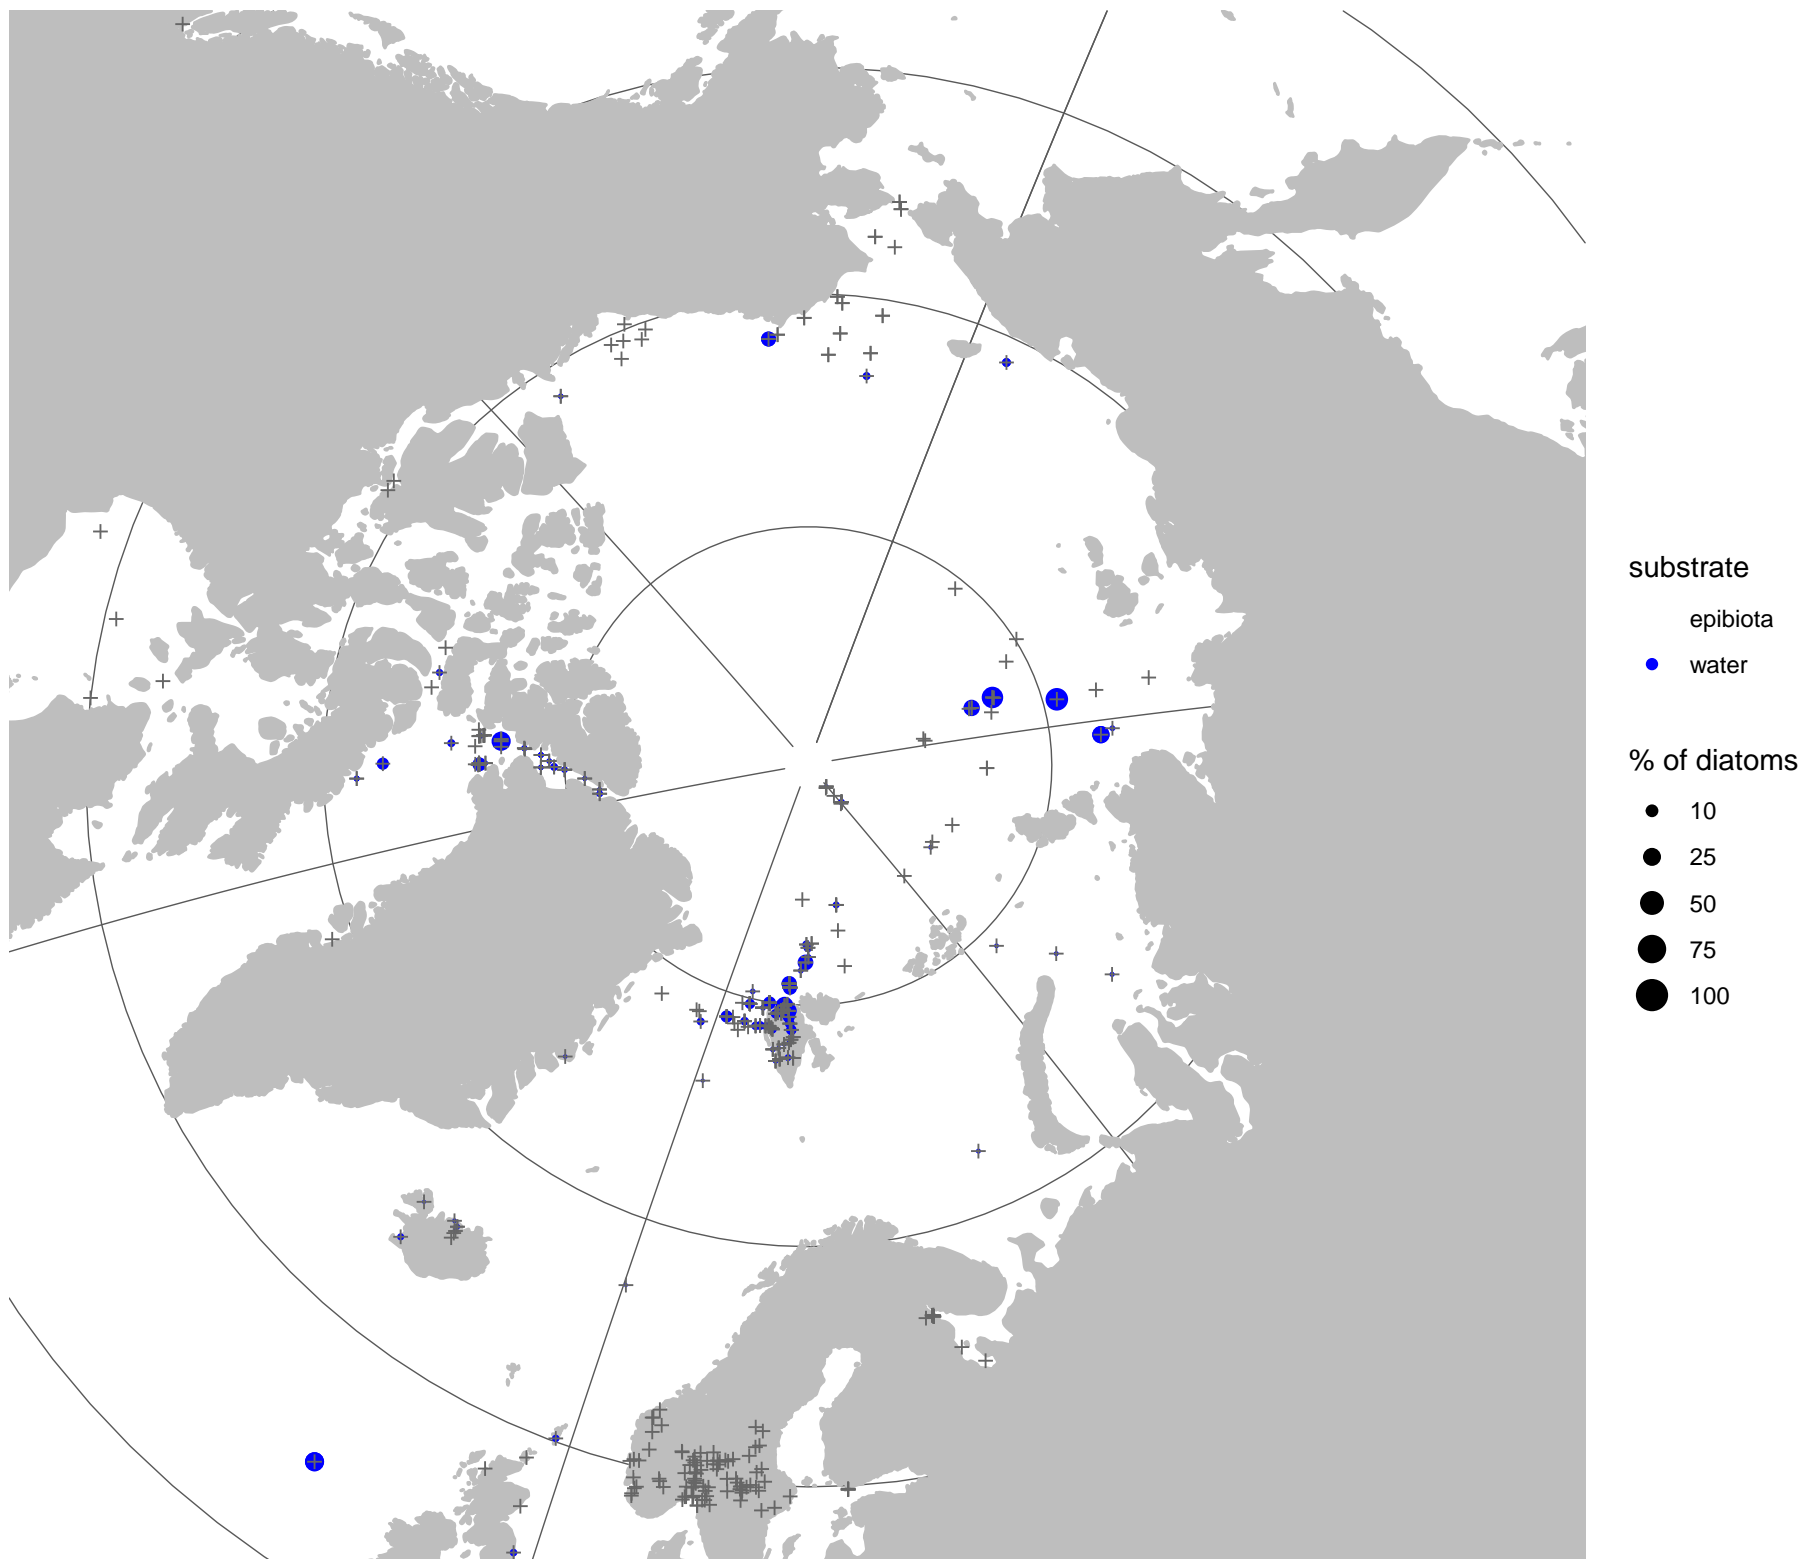 substrate
epibiota
water
% of diatoms
10
25
50
75
100